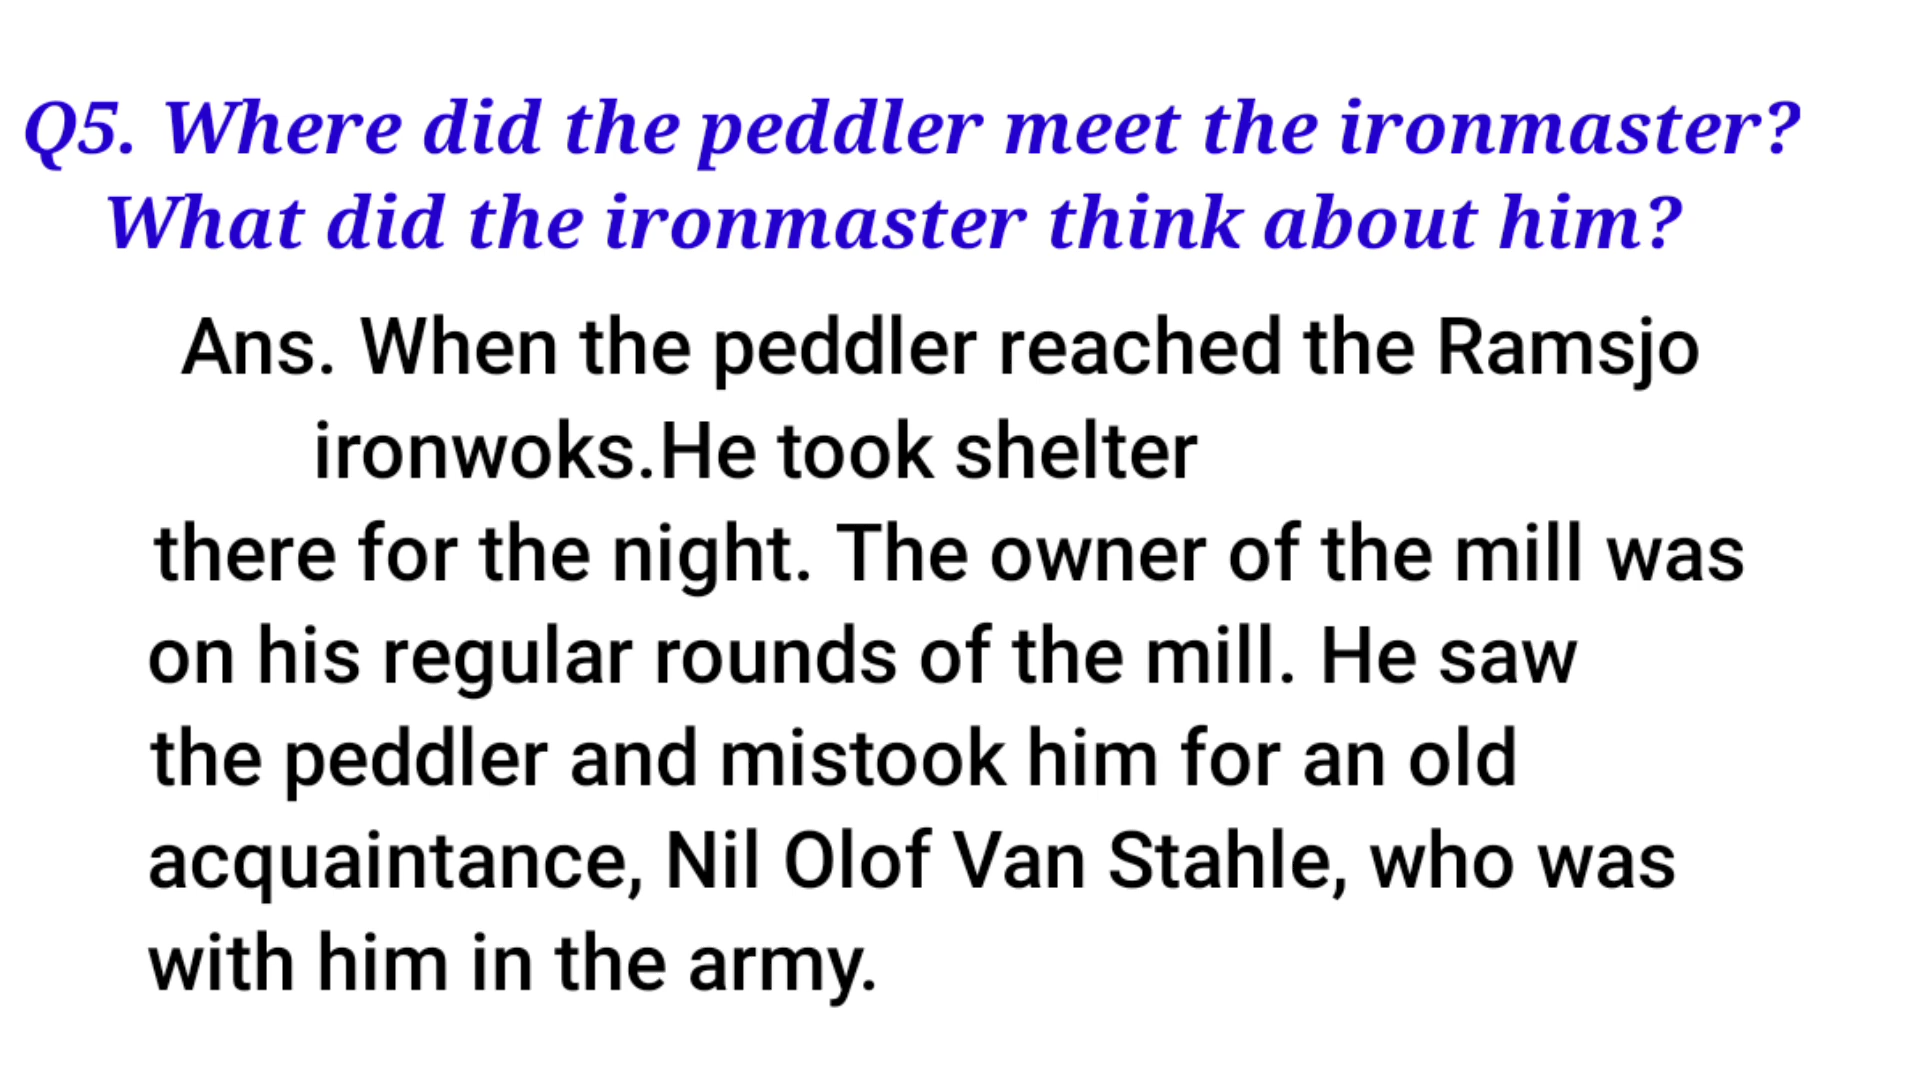 Q5. Where did the peddler meet the ironmaster?
What did the ironmaster think about him?
Ans. When the peddler reached the Ramsjo
ironwoks.He took shelter
there for the night. The owner of the mill was
on his regular rounds of the mill. He saw
the peddler and mistook him for an old
acquaintance, Nil Olof Van Stahle, who was
with him in the army.